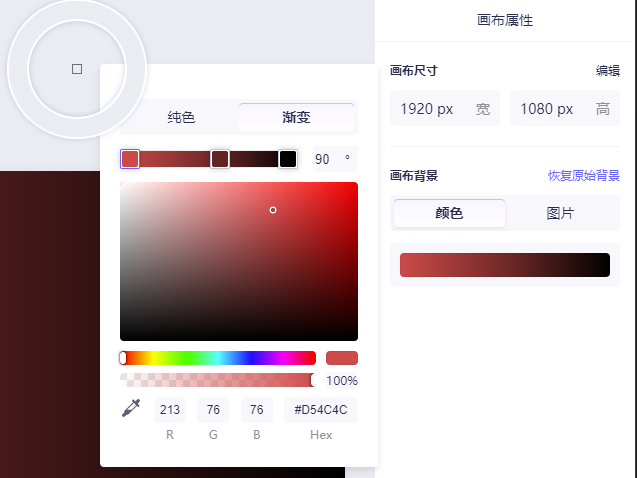 画布属性
画布尺寸 编辑
1920 px 宽 1080 px 高
画布背景 恢复原始背景
颜色 图片
纯色 渐变
90 °
100%
213 76 76 #D54C4C
R G B Hex